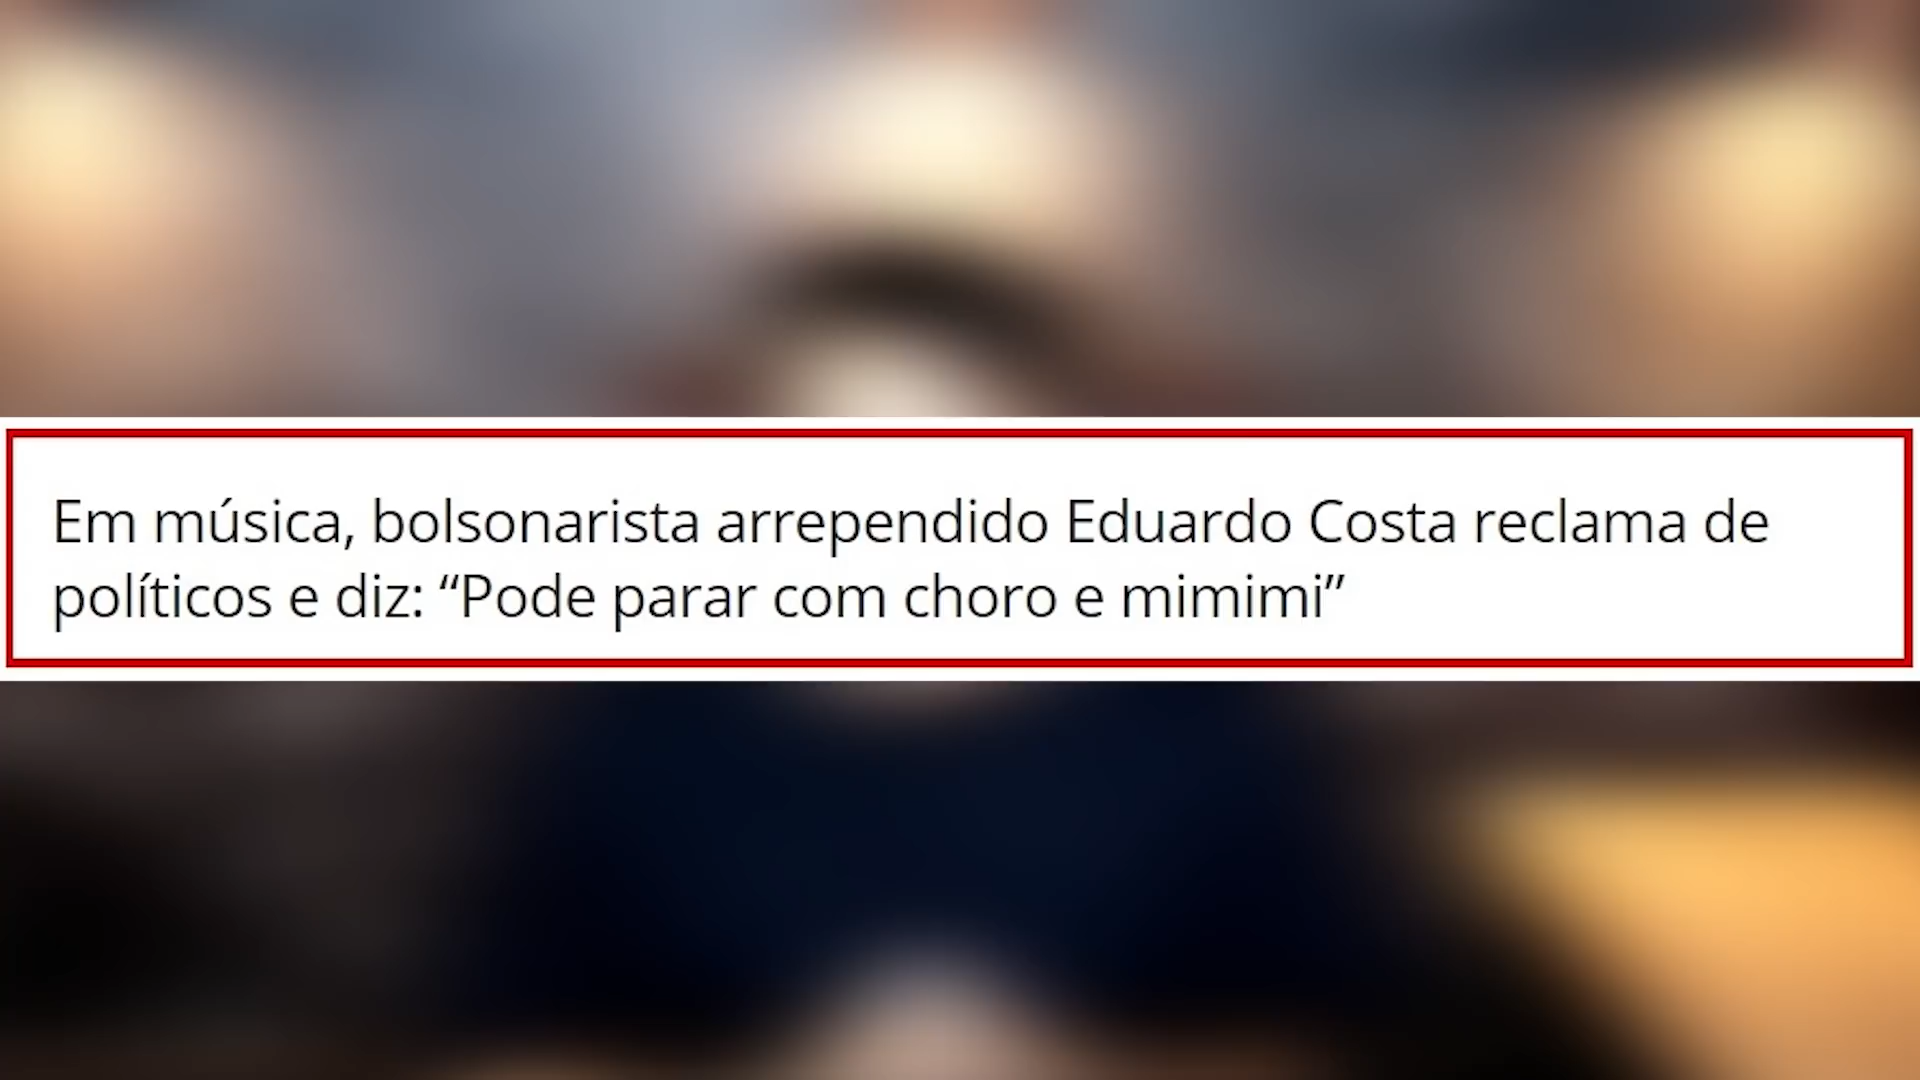 Em música, bolsonarista arrependido Eduardo Costa reclama de
políticos e diz: “Pode parar com choro e mimimi”